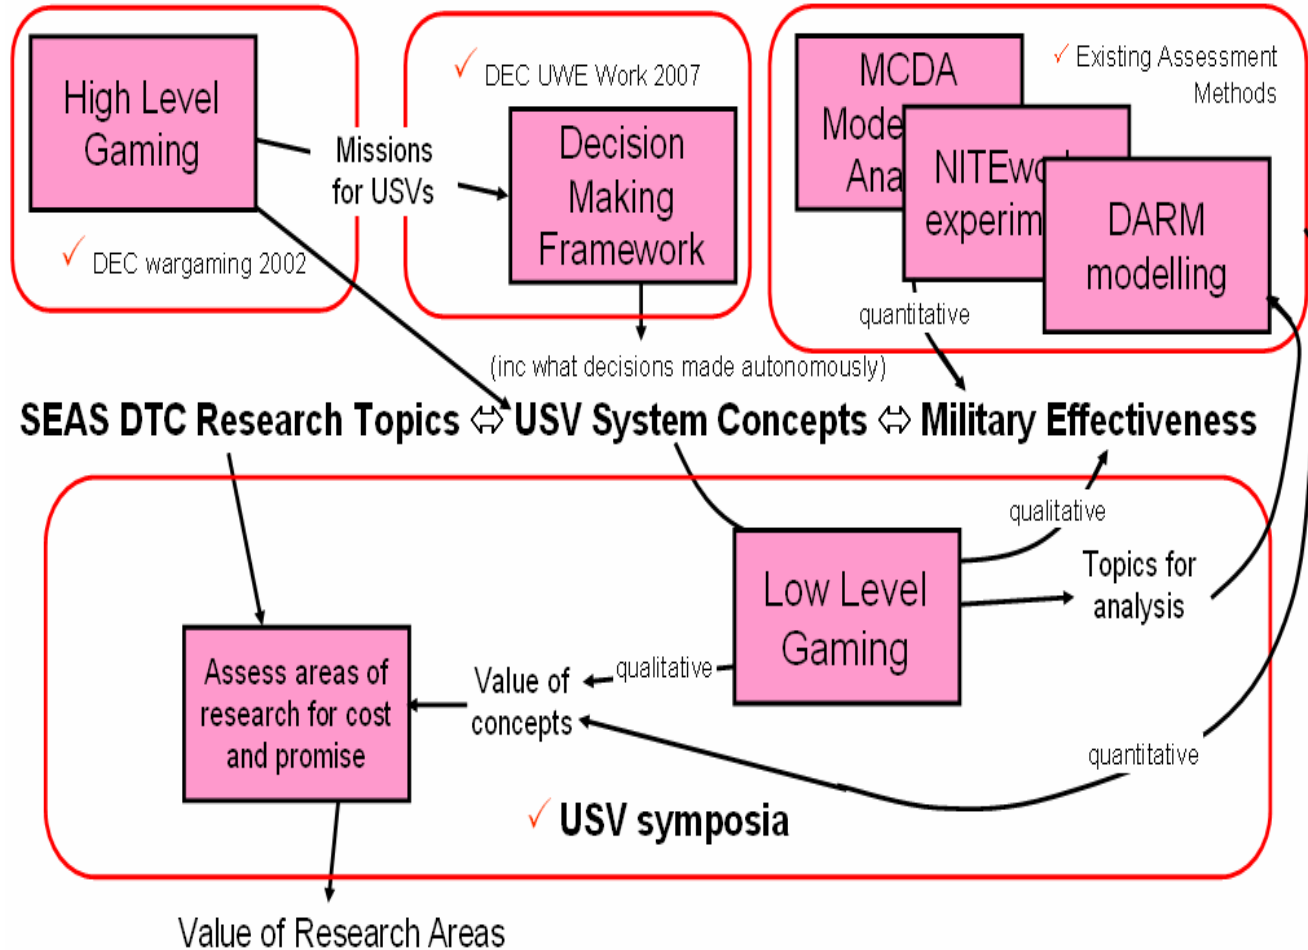 High Level
Gaming
✓ DEC wargaming 2002
Missions
for USVs
✓ DEC UWE Work 2007
Decision
Making
Framework
(inc what decisions made autonomously)
MCDA
Mode
Ana
NITEwo
experim
DARM
modelling
✓ Existing Assessment
Methods
quantitative
SEAS DTC Research Topics ⇔ USV System Concepts ⇔ Military Effectiveness
qualitative
Low Level
Gaming
Topics for
analysis
Assess areas of
research for cost
and promise
Value of
concepts
qualitative
quantitative
✓ USV symposia
Value of Research Areas